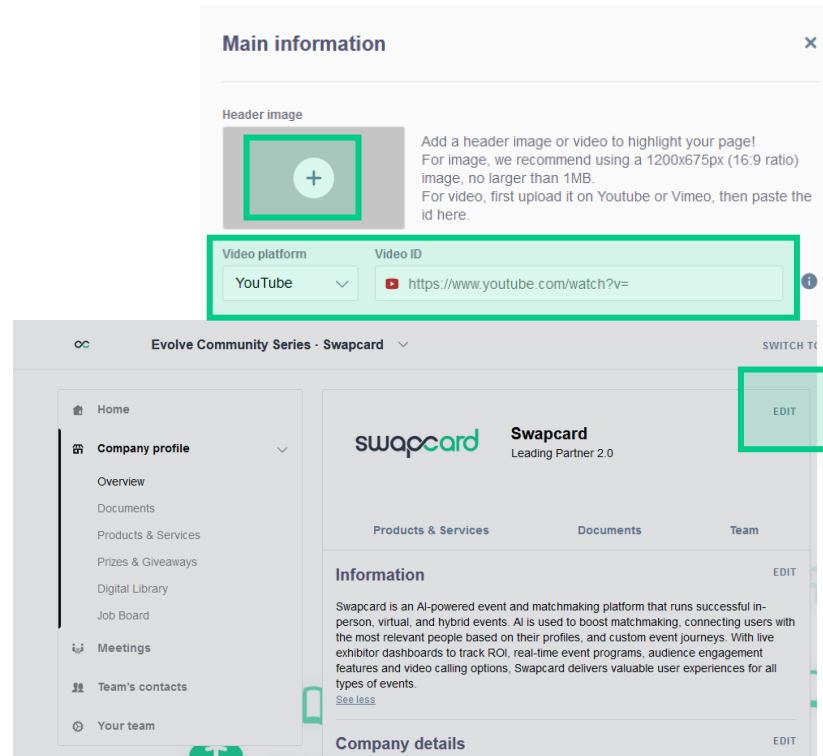 Main information
Header image
Add a header image or video to highlight your page!
For image, we recommend using a 1200x675px (16:9 ratio)
image, no larger than 1MB.
For video, first upload it on Youtube or Vimeo, then paste the
id here.
Video platform
Video ID
YouTube
https://www.youtube.com/watch?v=
Evolve Community Series · Swapcard
SWITCH TO
Home
Company profile
Overview
Documents
Products & Services
Prizes & Giveaways
Digital Library
Job Board
Meetings
Team's contacts
Your team
EDIT
swapcard
Swapcard
Leading Partner 2.0
Products & Services
Documents
Team
Information
EDIT
Swapcard is an AI-powered event and matchmaking platform that runs successful in-
person, virtual, and hybrid events. AI is used to boost matchmaking, connecting users with
the most relevant people based on their profiles, and custom event journeys. With live
exhibitor dashboards to track ROI, real-time event programs, audience engagement
features and video calling options, Swapcard delivers valuable user experiences for all
types of events.
See less
Company details
EDIT